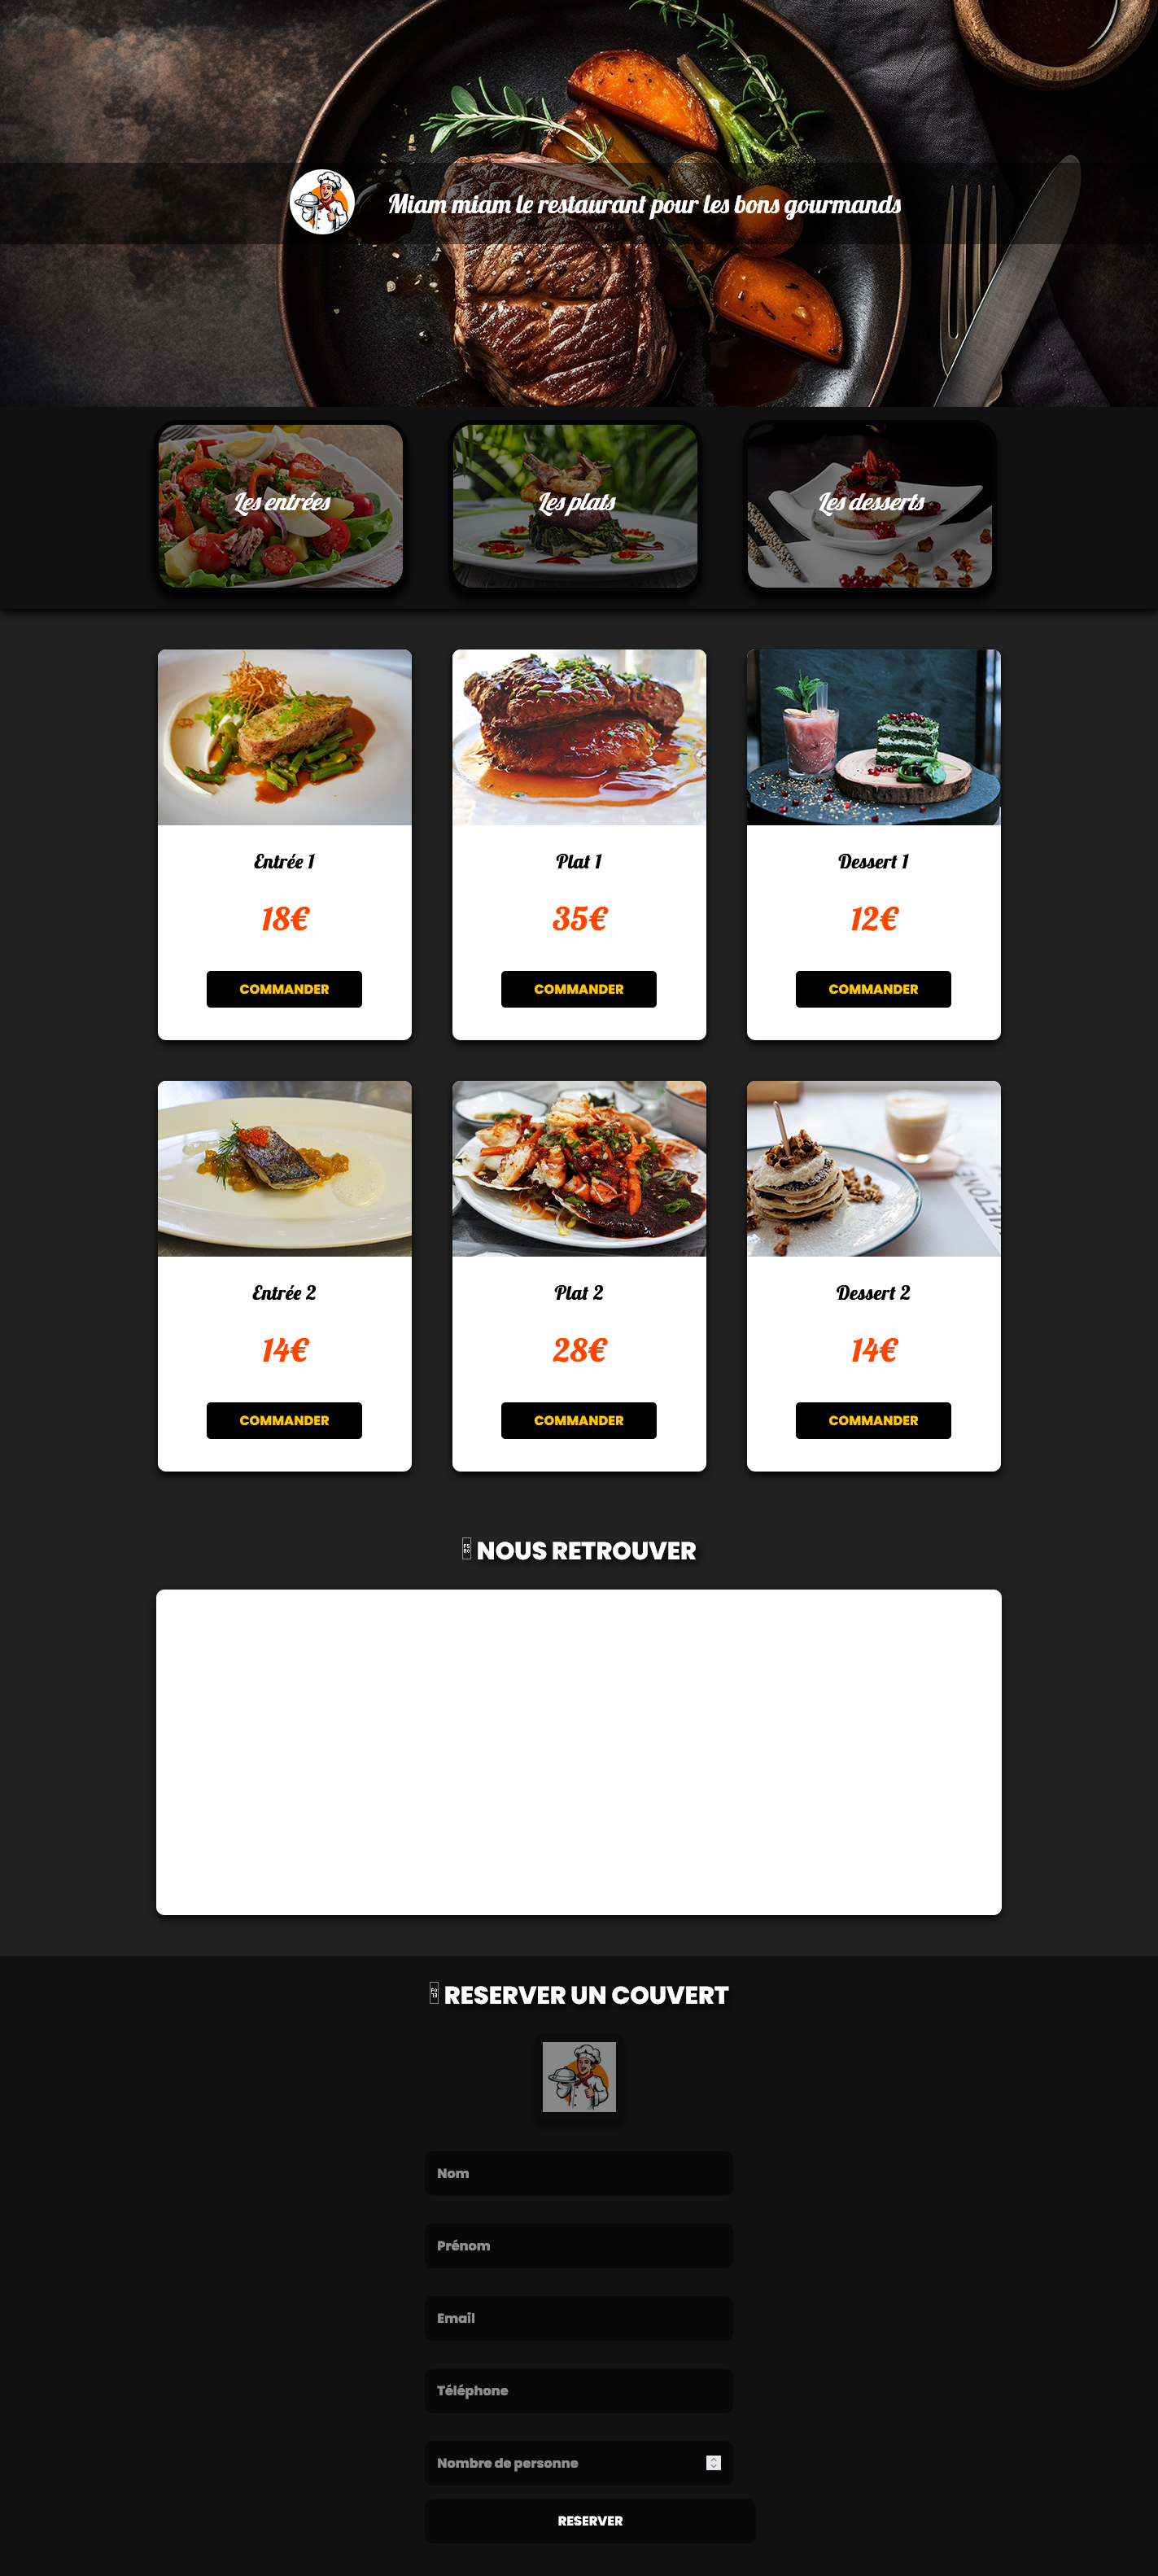 Miam miam le restaurant pour les bons gourmands
Les entrées
Les plats
Les desserts
Entrée 1
18€
COMMANDER
Plat 1
35€
COMMANDER
Dessert 1
12€
COMMANDER
Entrée 2
14€
COMMANDER
Plat 2
28€
COMMANDER
Dessert 2
14€
COMMANDER
NOUS RETROUVER
RESERVER UN COUVERT
Nom
Prénom
Email
Téléphone
Nombre de personne
RESERVER